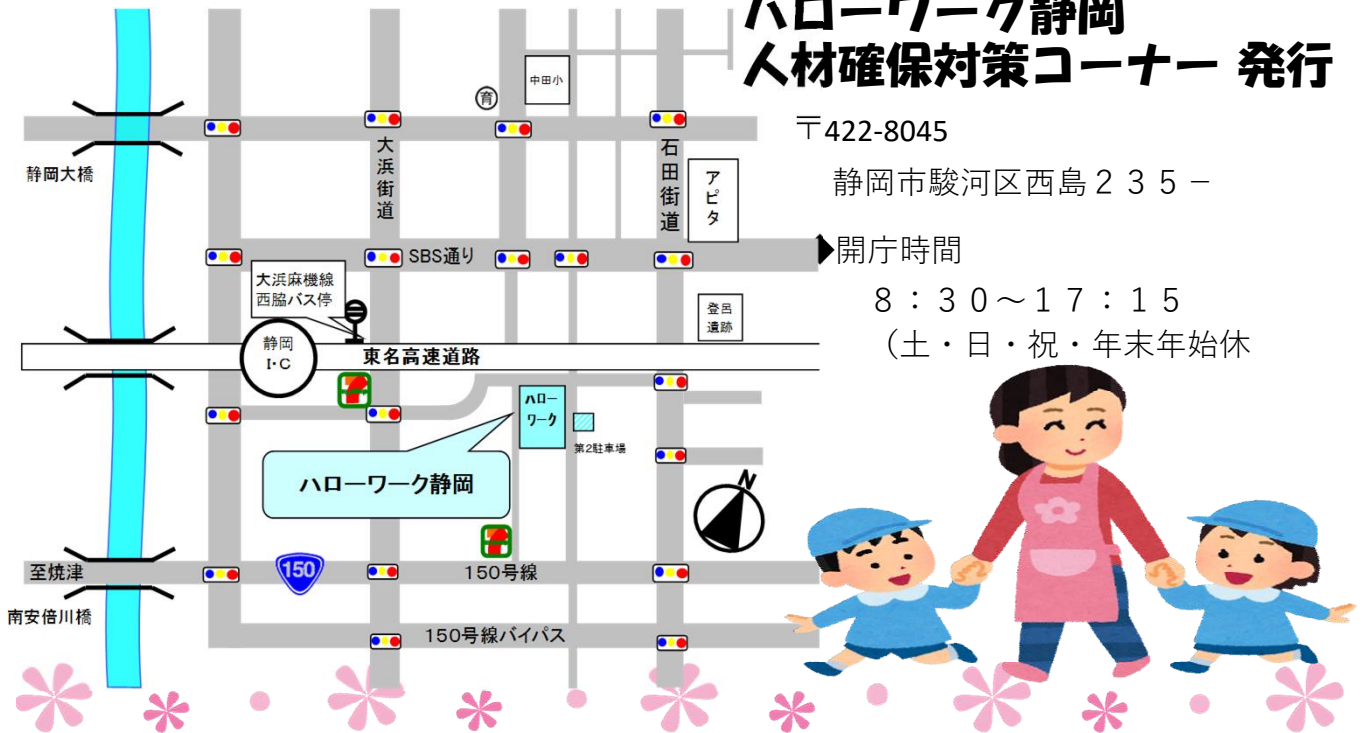 ハローワーク静岡
人材確保対策コーナー 発行
〒422-8045
静岡市駿河区西島２３５－
◆開庁時間
８：３０～１７：１５
（土・日・祝・年末年始休
中田小
育
静岡大橋
大浜街道
石田街道
アピタ
SBS通り
大浜麻機線
西脇バス停
登呂
遺跡
静岡
I・C
東名高速道路
7
ハロー
ワーク
第2駐車場
ハローワーク静岡
N
7
至焼津
150
150号線
南安倍川橋
150号線バイパス